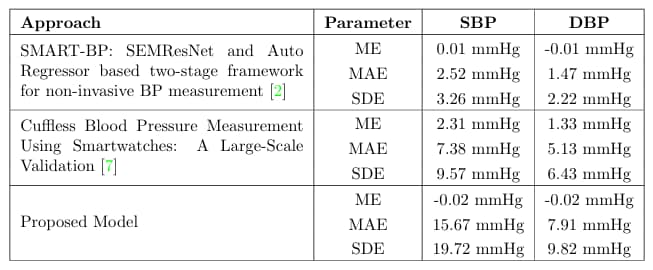 Approach Parameter SBP DBP
SMART-BP: SEMResNet and Auto Regressor based two-stage framework for non-invasive BP measurement [2]
ME 0.01 mmHg -0.01 mmHg
MAE 2.52 mmHg 1.47 mmHg
SDE 3.26 mmHg 2.22 mmHg
Cuffless Blood Pressure Measurement Using Smartwatches: A Large-Scale Validation [7]
ME 2.31 mmHg 1.33 mmHg
MAE 7.38 mmHg 5.13 mmHg
SDE 9.57 mmHg 6.43 mmHg
Proposed Model
ME -0.02 mmHg -0.02 mmHg
MAE 15.67 mmHg 7.91 mmHg
SDE 19.72 mmHg 9.82 mmHg